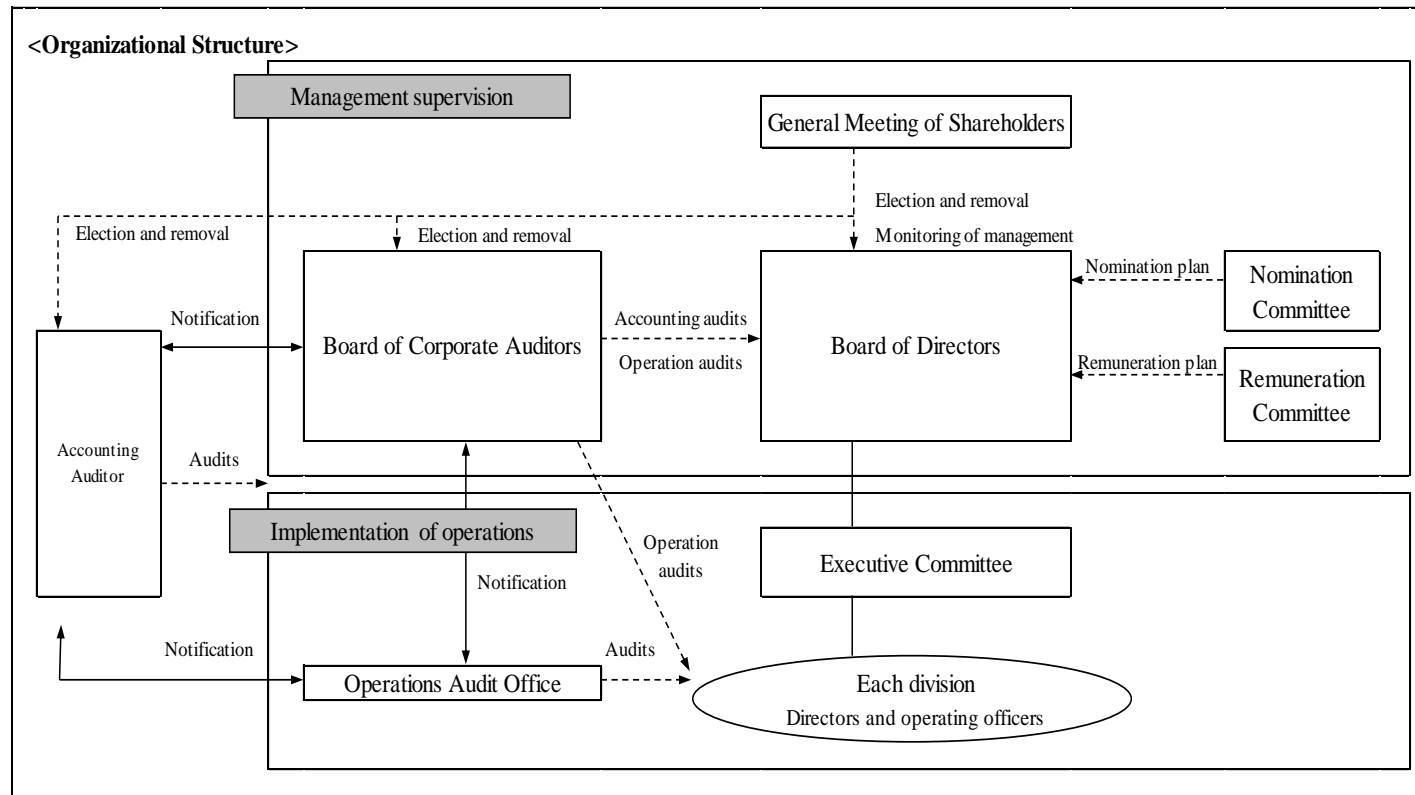 <Organizational Structure>
Management supervision
General Meeting of Shareholders
Election and removal
Election and removal
Election and removal
Monitoring of management
Nomination plan
Nomination
Committee
Notification
Accounting audits
Board of Corporate Auditors
Board of Directors
Operation audits
Remuneration plan
Remuneration
Committee
Accounting
Auditor
Audits
Implementation of operations
Operation
audits
Executive Committee
Notification
Notification
Audits
Operations Audit Office
Each division
Directors and operating officers